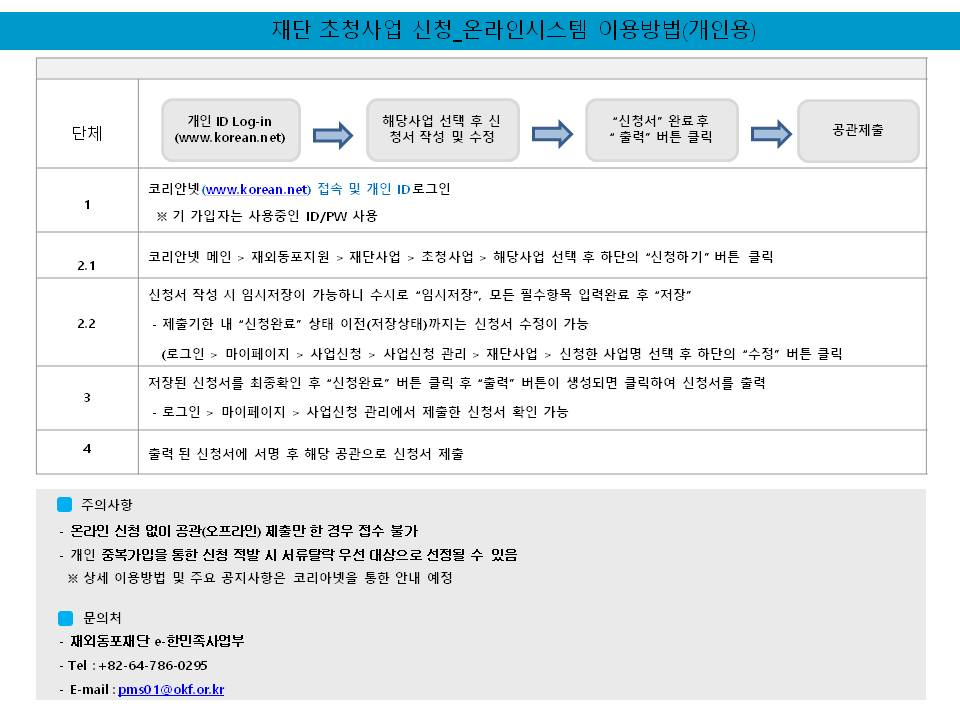 재단 초청사업 신청_온라인시스템 이용방법(개인용)
단체
개인 ID Log-in
(www.korean.net)
해당사업 선택 후 신
청서 작성 및 수정
“신청서” 완료후
“ 출력” 버튼 클릭
공관제출
1
코리안넷(www.korean.net) 접속 및 개인 ID로그인
※ 기 가입자는 사용중인 ID/PW 사용
2.1
코리안넷 메인 > 재외동포지원 > 재단사업 > 초청사업 > 해당사업 선택 후 하단의 “신청하기” 버튼 클릭
2.2
신청서 작성 시 임시저장이 가능하니 수시로 “임시저장”, 모든 필수항목 입력완료 후 “저장”
- 제출기한 내 “신청완료” 상태 이전(저장상태)까지는 신청서 수정이 가능
(로그인 > 마이페이지 > 사업신청 > 사업신청 관리 > 재단사업 > 신청한 사업명 선택 후 하단의 “수정” 버튼 클릭
3
저장된 신청서를 최종확인 후 “신청완료” 버튼 클릭 후 “출력” 버튼이 생성되면 클릭하여 신청서를 출력
- 로그인 > 마이페이지 > 사업신청 관리에서 제출한 신청서 확인 가능
4
출력 된 신청서에 서명 후 해당 공관으로 신청서 제출
주의사항
- 온라인 신청 없이 공관(오프라인) 제출만 한 경우 접수 불가
- 개인 중복가입을 통한 신청 적발 시 서류탈락 우선 대상으로 선정될 수 있음
※ 상세 이용방법 및 주요 공지사항은 코리아넷을 통한 안내 예정
문의처
- 재외동포재단 e-한민족사업부
- Tel : +82-64-786-0295
- E-mail : pms01@okf.or.kr